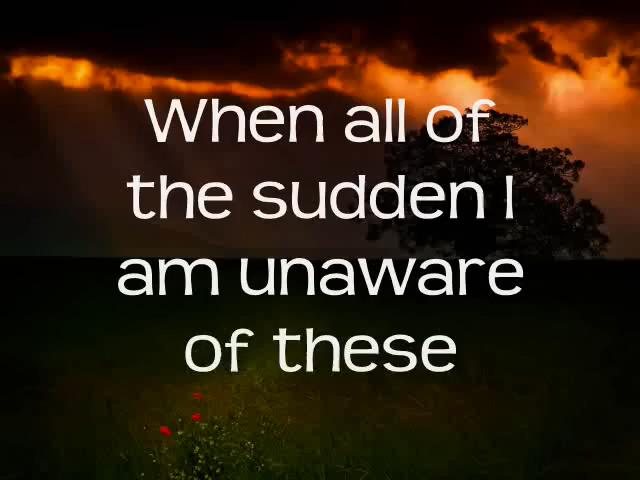 When all of
the sudden I
am unaware
of these